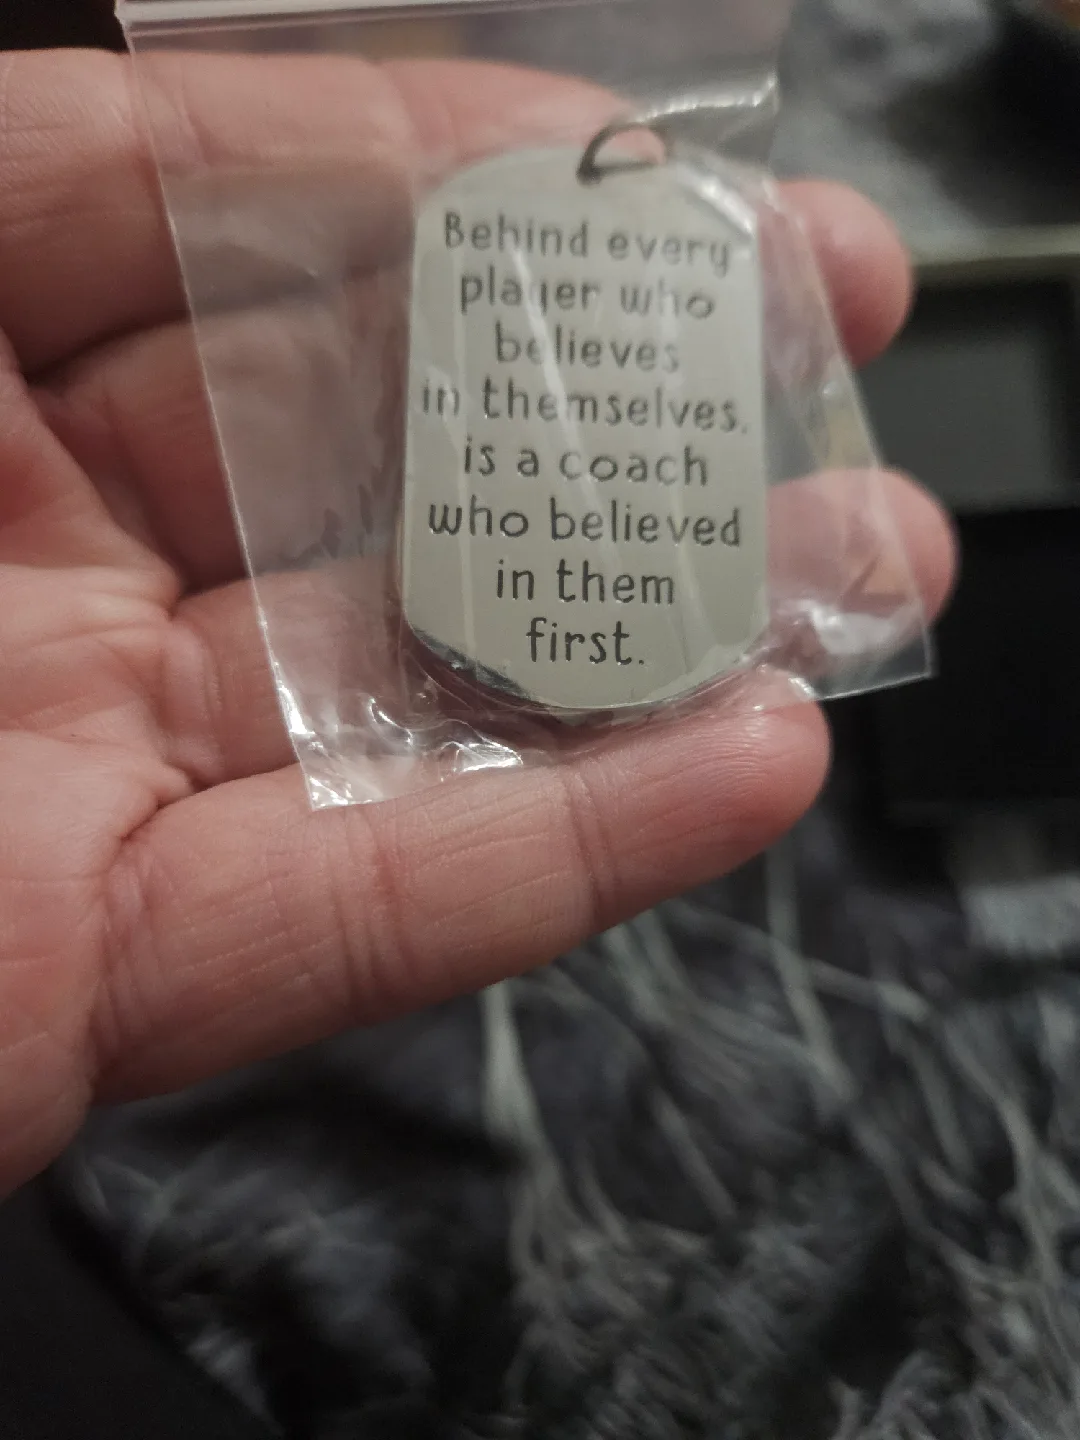 Behind every
player who
believes
in themselves,
is a coach
who believed
in them
first.